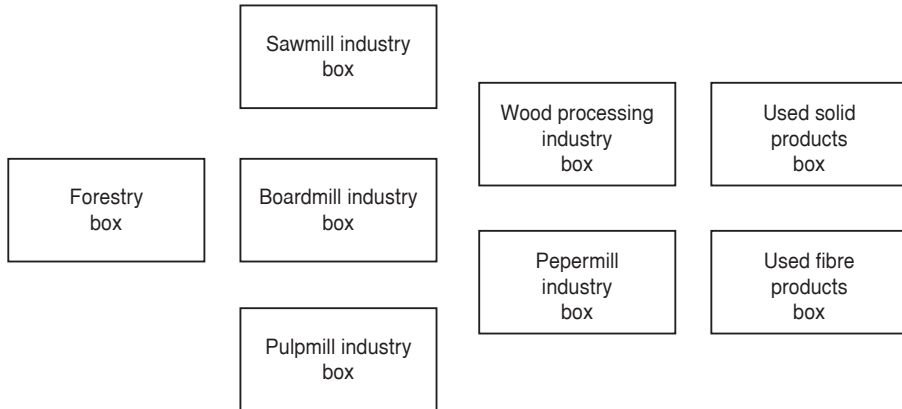 Sawmill industry
box
Wood processing
industry
box
Used solid
products
box
Forestry
box
Boardmill industry
box
Pepermill
industry
box
Used fibre
products
box
Pulpmill industry
box